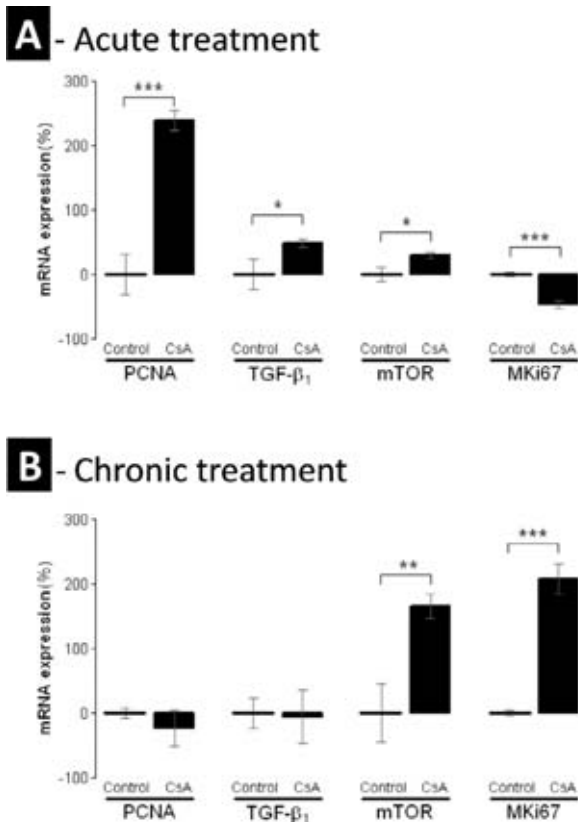 A - Acute treatment
300
200
100
0
-100
mRNA expression(%)
***
*
*
***
Control CsA Control CsA Control CsA Control CsA
PCNA TGF-β₁ mTOR MKi67
B - Chronic treatment
300
200
100
0
-100
mRNA expression(%)
**
***
Control CsA Control CsA Control CsA Control CsA
PCNA TGF-β₁ mTOR MKi67